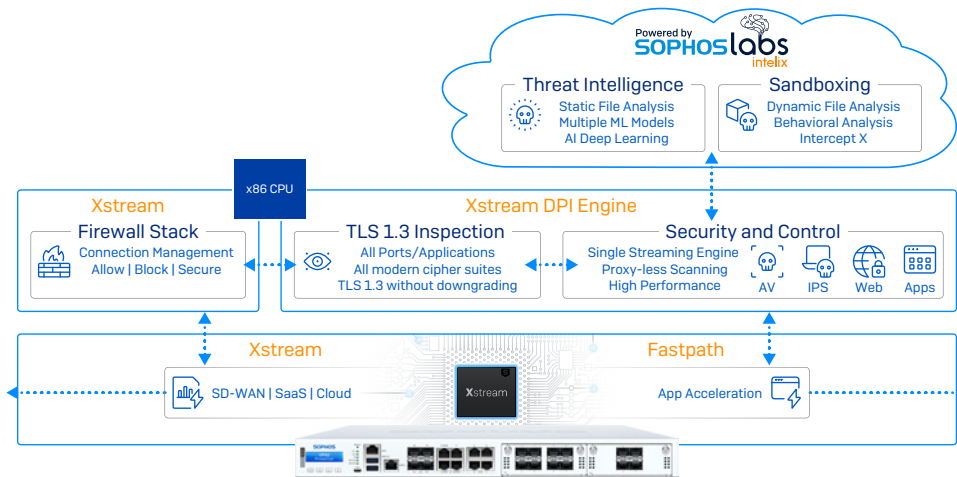 Powered by
SOPHOSlabs
intelix
Threat Intelligence
Static File Analysis
Multiple ML Models
AI Deep Learning
Sandboxing
Dynamic File Analysis
Behavioral Analysis
Intercept X
x86 CPU
Xstream
Firewall Stack
Connection Management
Allow | Block | Secure
Xstream DPI Engine
TLS 1.3 Inspection
All Ports/Applications
All modern cipher suites
TLS 1.3 without downgrading
Security and Control
Single Streaming Engine
Proxy-less Scanning
High Performance
AV
IPS
Web
Apps
Xstream
Fastpath
SD-WAN | SaaS | Cloud
Xstream
App Acceleration
SOPHOS